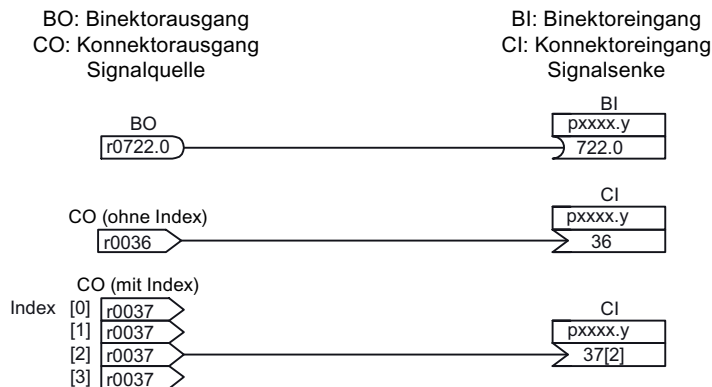 BO: Binektorausgang
CO: Konnektorausgang
Signalquelle
BI: Binektoreingang
CI: Konnektoreingang
Signalsenke
BO
r0722.0
BI
pxxxx.y
722.0
CO (ohne Index)
r0036
CI
pxxxx.y
36
CO (mit Index)
Index [0] r0037
[1] r0037
[2] r0037
[3] r0037
CI
pxxxx.y
37[2]